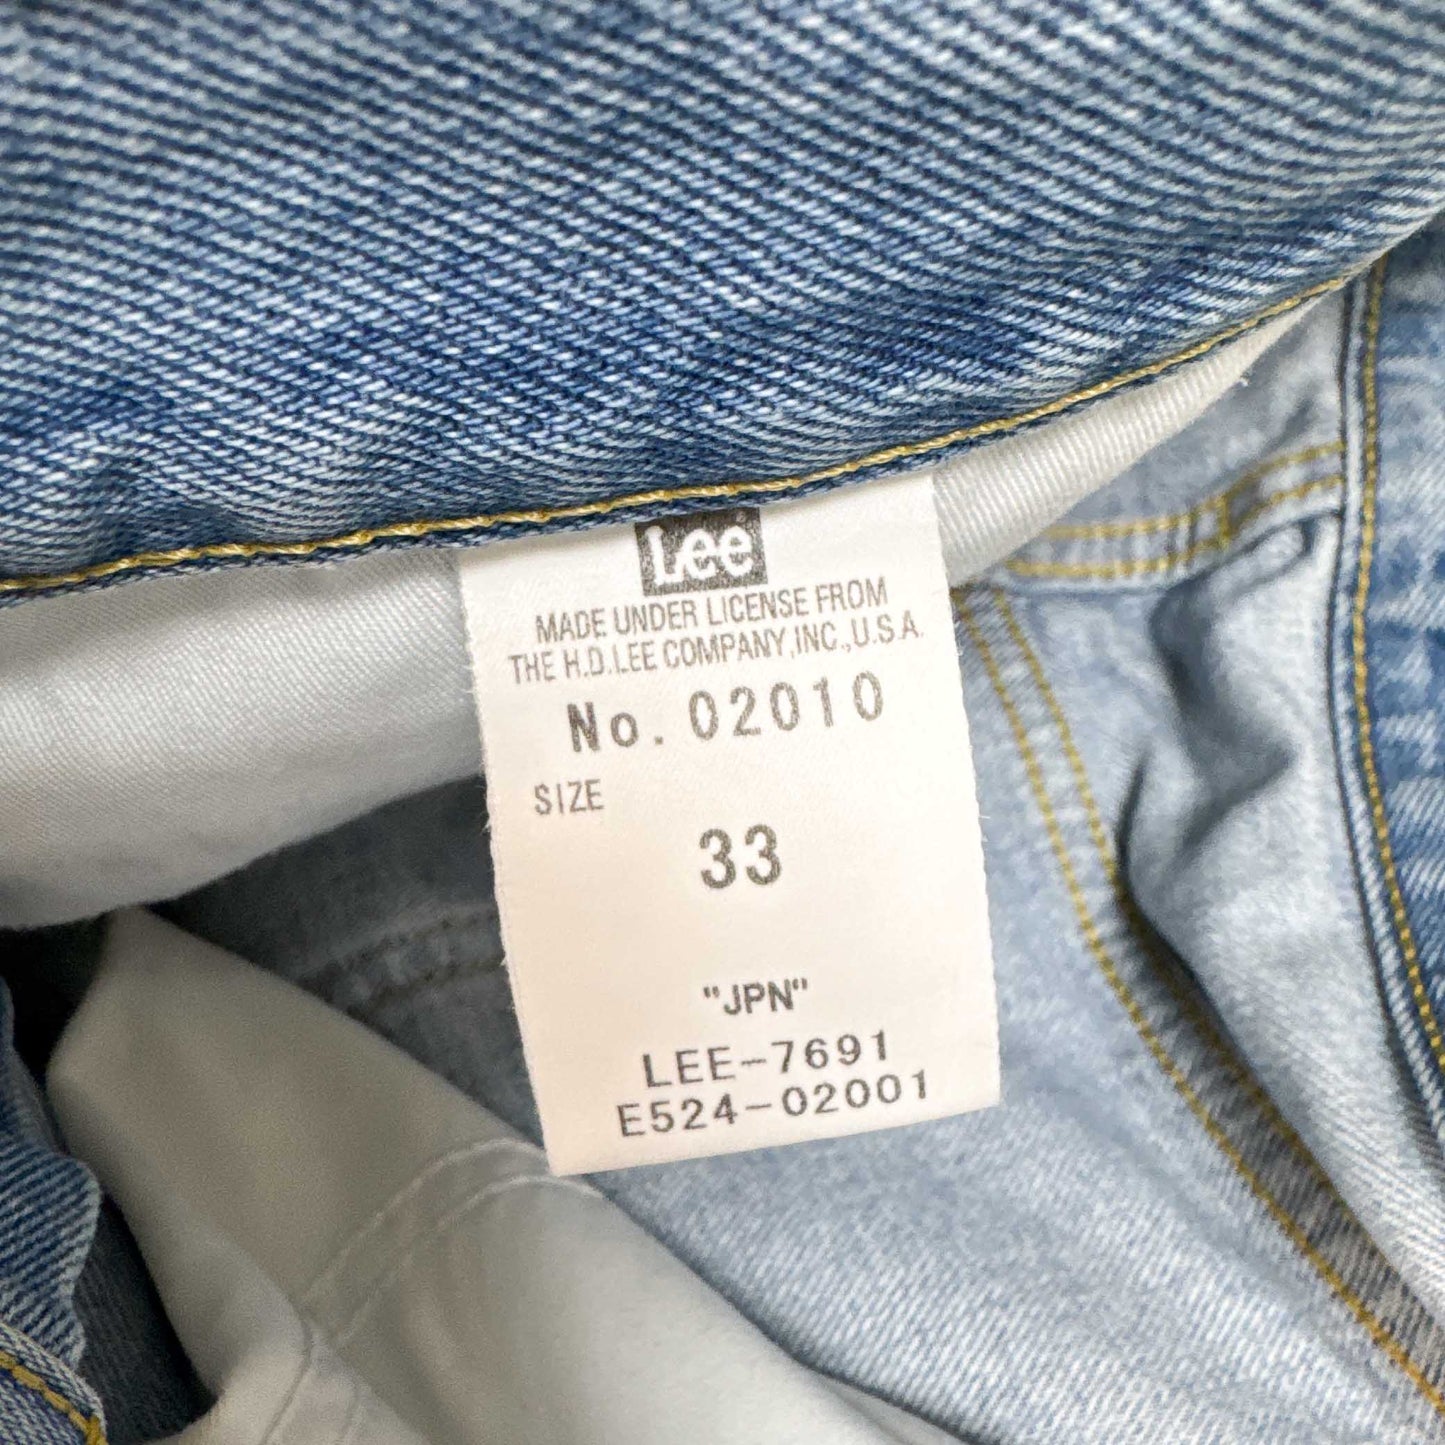 Lee
MADE UNDER LICENSE FROM
THE H.D.LEE COMPANY,INC.,U.S.A.
No. 02010
SIZE
33
"JPN"
LEE-7691
E524-02001